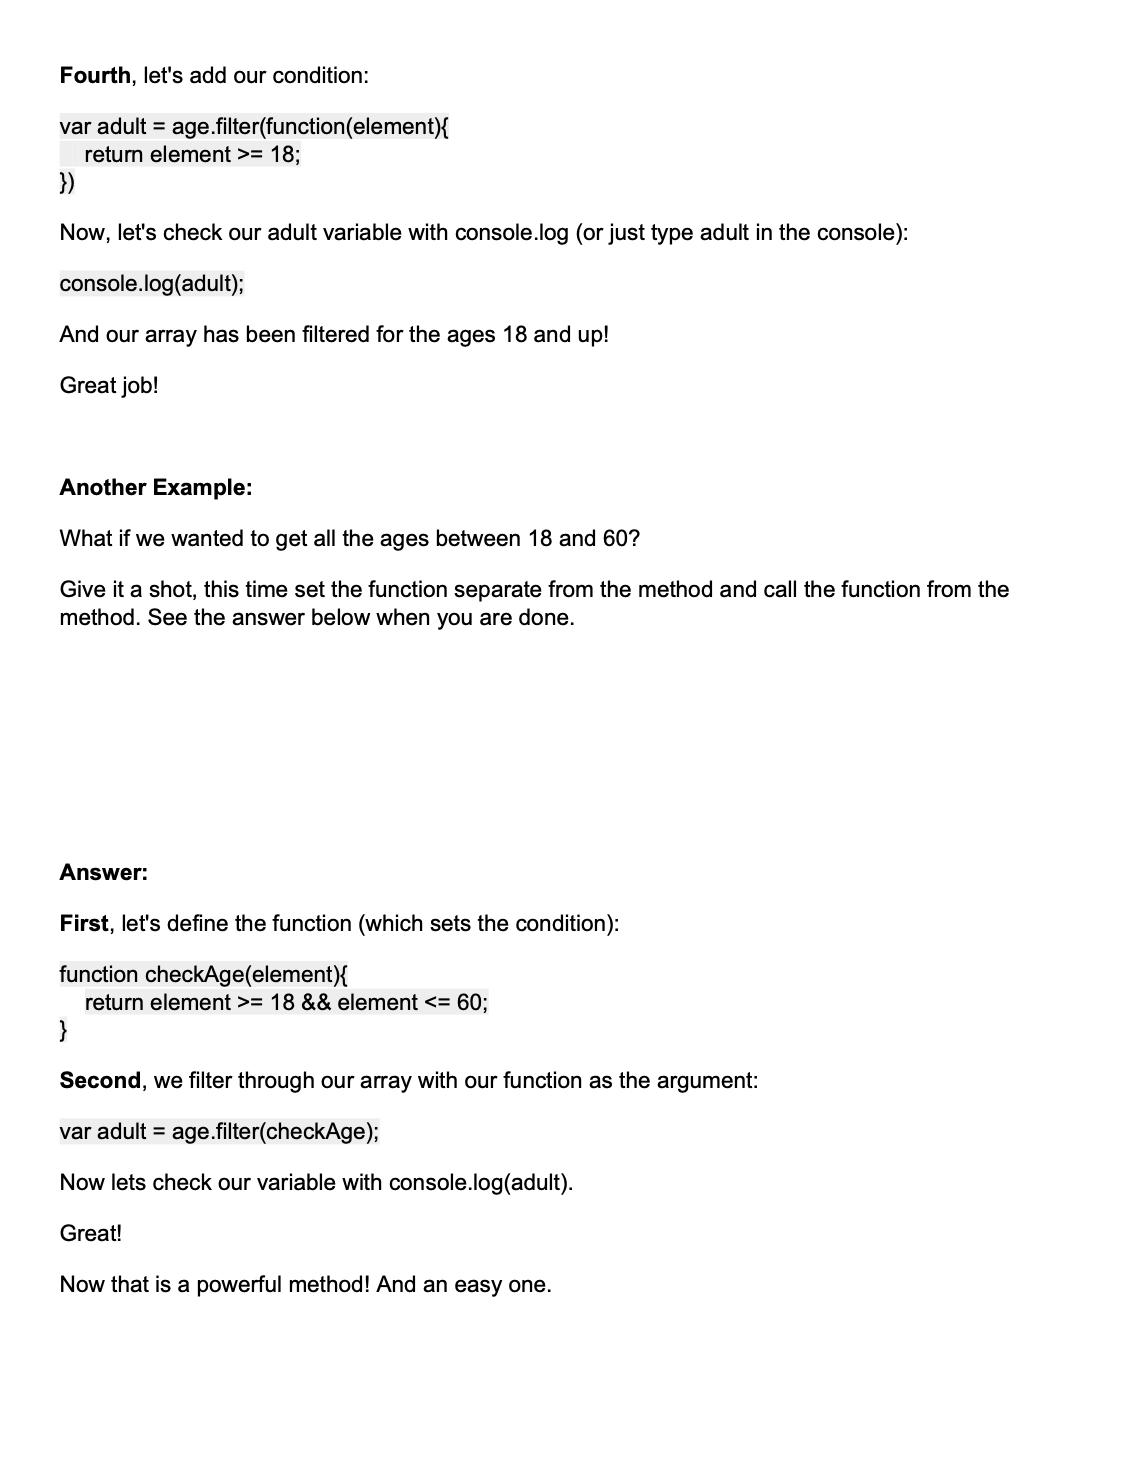 Fourth, let's add our condition:
var adult = age.filter(function(element){
    return element >= 18;
})
Now, let's check our adult variable with console.log (or just type adult in the console):
console.log(adult);
And our array has been filtered for the ages 18 and up!
Great job!
Another Example:
What if we wanted to get all the ages between 18 and 60?
Give it a shot, this time set the function separate from the method and call the function from the
method. See the answer below when you are done.
Answer:
First, let's define the function (which sets the condition):
function checkAge(element){
    return element >= 18 && element <= 60;
}
Second, we filter through our array with our function as the argument:
var adult = age.filter(checkAge);
Now lets check our variable with console.log(adult).
Great!
Now that is a powerful method! And an easy one.